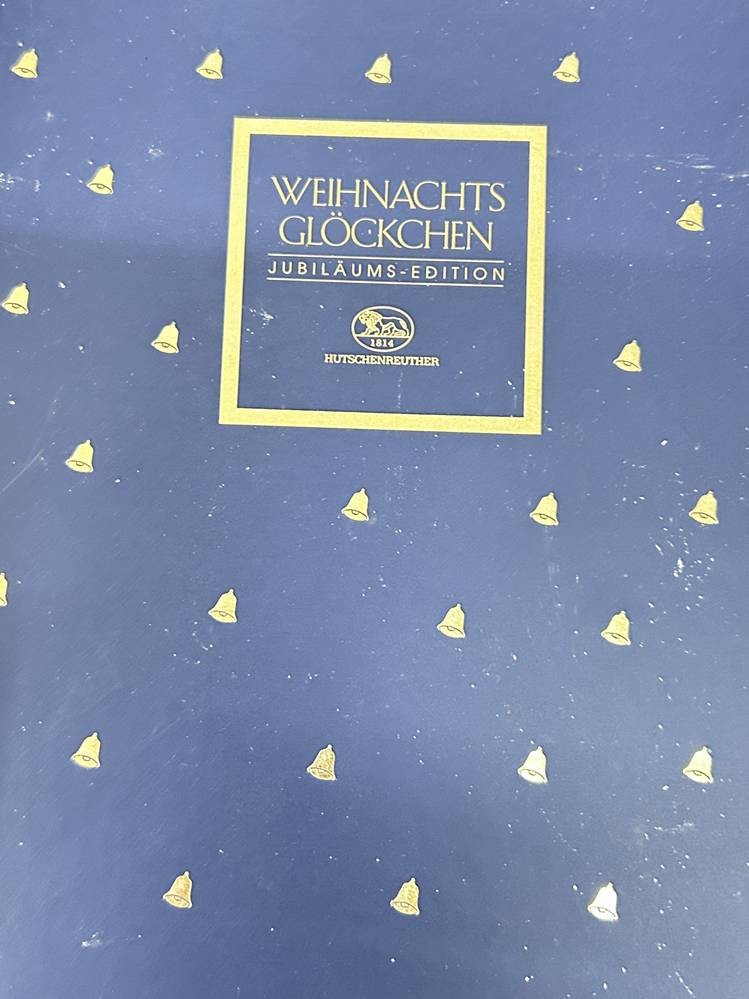 WEIHNACHTS
GLÖCKCHEN
JUBILÄUMS-EDITION
1814
HUTSCHENREUTHER